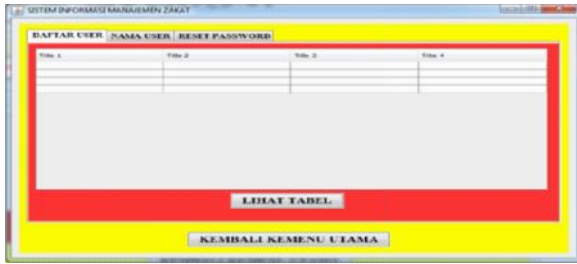 SISTEM INFORMASI MANAJEMEN ZAKAT
DAFTAR USER NAMA USER RESET PASSWORD
Title 1 Title 2 Title 3 Title 4
LIHAT TABEL
KEMBALI KEMENU UTAMA